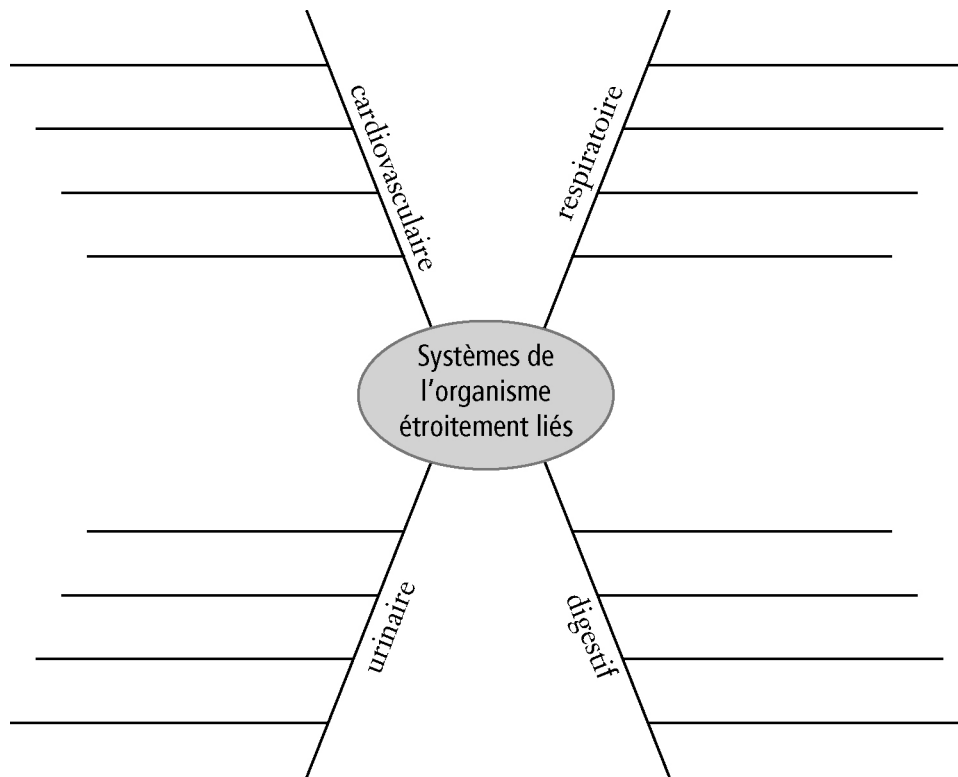 cardiovasculaire
respiratoire
Systèmes de
l'organisme
étroitement liés
urinaire
digestif